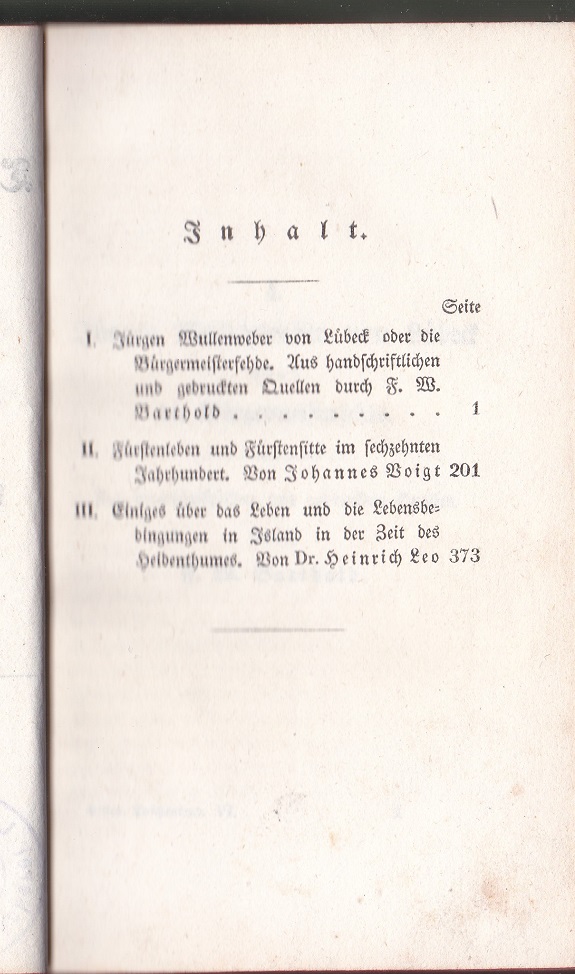 Inhalt.
Seite
I. Jürgen Wullenweber von Lübeck oder die
Bürgermeisterfehde. Aus handschriftlichen
und gedruckten Quellen durch F. W.
Barthold . . . . . . . . . 1
II. Fürstenleben und Fürstensitte im sechzehnten
Jahrhundert. Von Johannes Voigt 201
III. Einiges über das Leben und die Lebensbe-
dingungen in Island in der Zeit des
Heidenthumes. Von Dr. Heinrich Leo 373